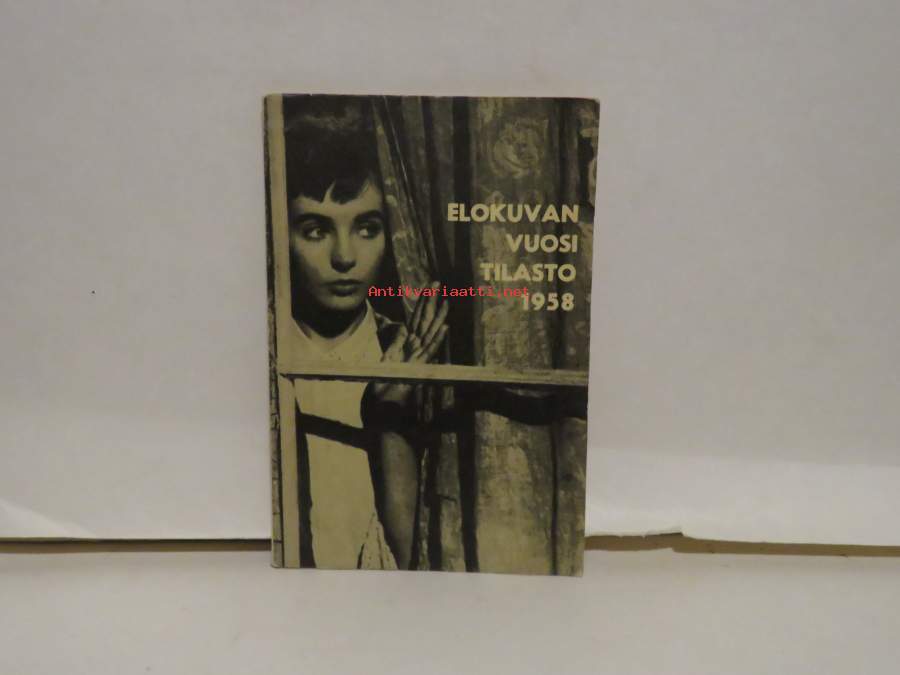 ELOKUVAN
VUOSI
TILASTO
Antikvariaatti.net
1958